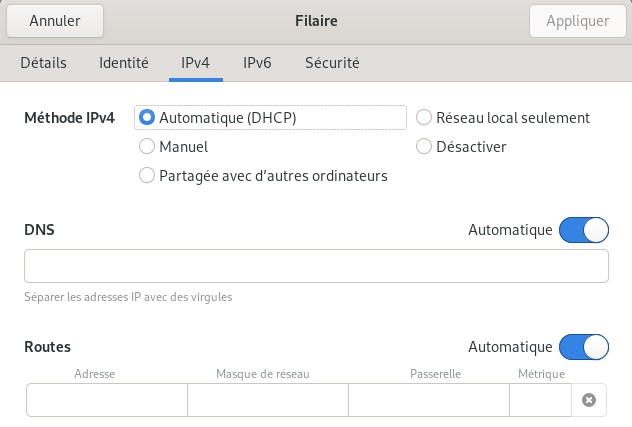 Annuler Filaire Appliquer
Détails Identité IPv4 IPv6 Sécurité
Méthode IPv4 Automatique (DHCP) Réseau local seulement
Manuel Désactiver
Partagée avec d’autres ordinateurs
DNS Automatique
Séparer les adresses IP avec des virgules
Routes Automatique
Adresse Masque de réseau Passerelle Métrique